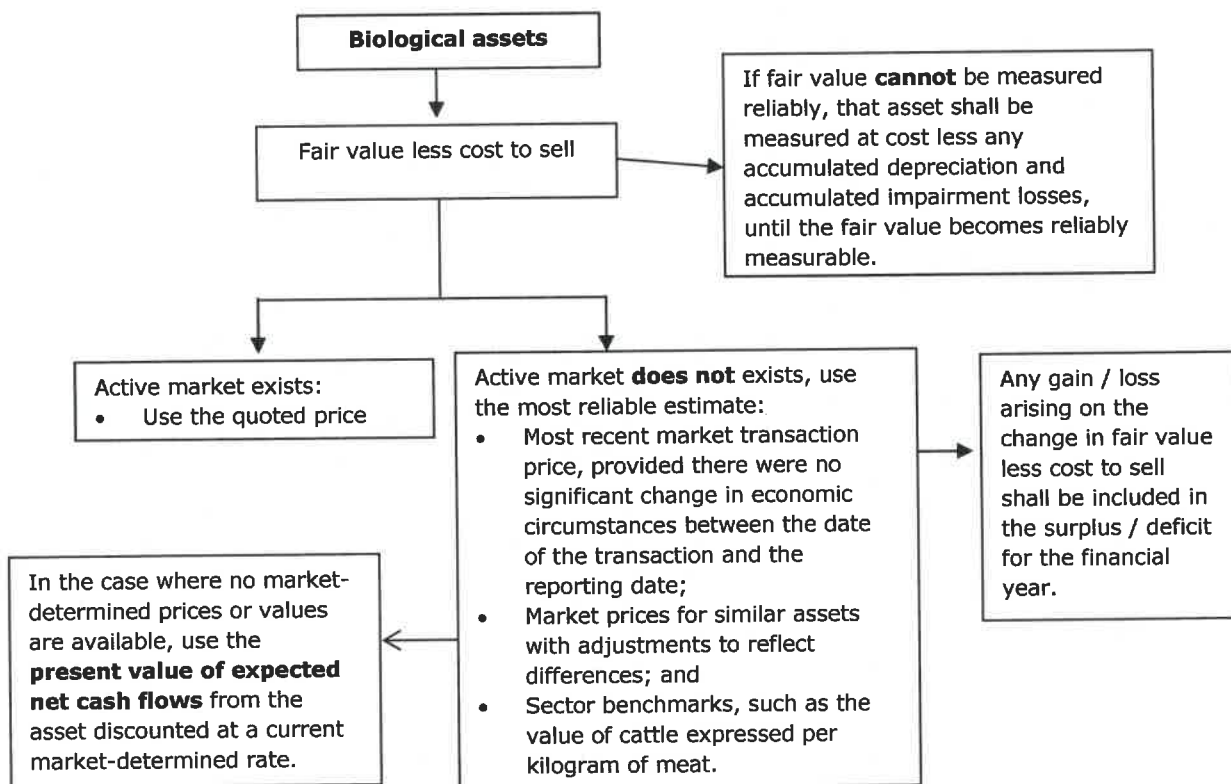 Biological assets
Fair value less cost to sell
If fair value cannot be measured
reliably, that asset shall be
measured at cost less any
accumulated depreciation and
accumulated impairment losses,
until the fair value becomes reliably
measurable.
Active market exists:
• Use the quoted price
Active market does not exists, use
the most reliable estimate:
• Most recent market transaction
price, provided there were no
significant change in economic
circumstances between the date
of the transaction and the
reporting date;
• Market prices for similar assets
with adjustments to reflect
differences; and
• Sector benchmarks, such as the
value of cattle expressed per
kilogram of meat.
Any gain / loss
arising on the
change in fair value
less cost to sell
shall be included in
the surplus / deficit
for the financial
year.
In the case where no market-
determined prices or values
are available, use the
present value of expected
net cash flows from the
asset discounted at a current
market-determined rate.